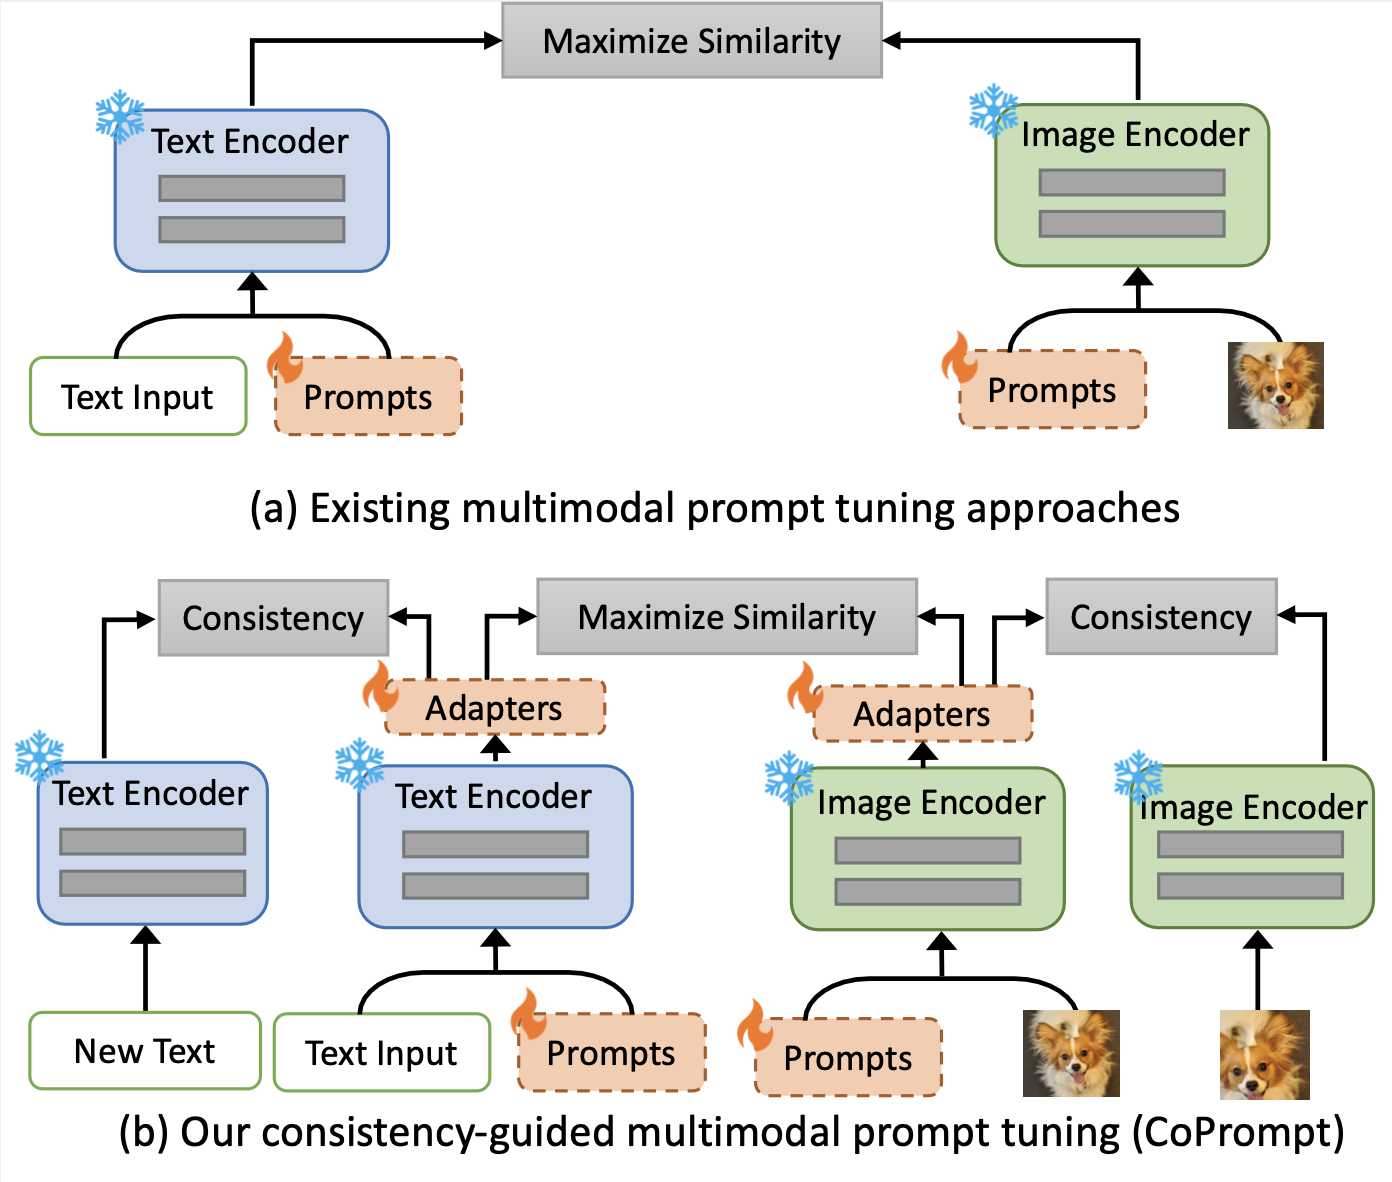 Maximize Similarity
Text Encoder
Image Encoder
Text Input
Prompts
Prompts
(a) Existing multimodal prompt tuning approaches
Consistency
Maximize Similarity
Consistency
Adapters
Adapters
Text Encoder
Text Encoder
Image Encoder
Image Encoder
New Text
Text Input
Prompts
Prompts
(b) Our consistency-guided multimodal prompt tuning (CoPrompt)